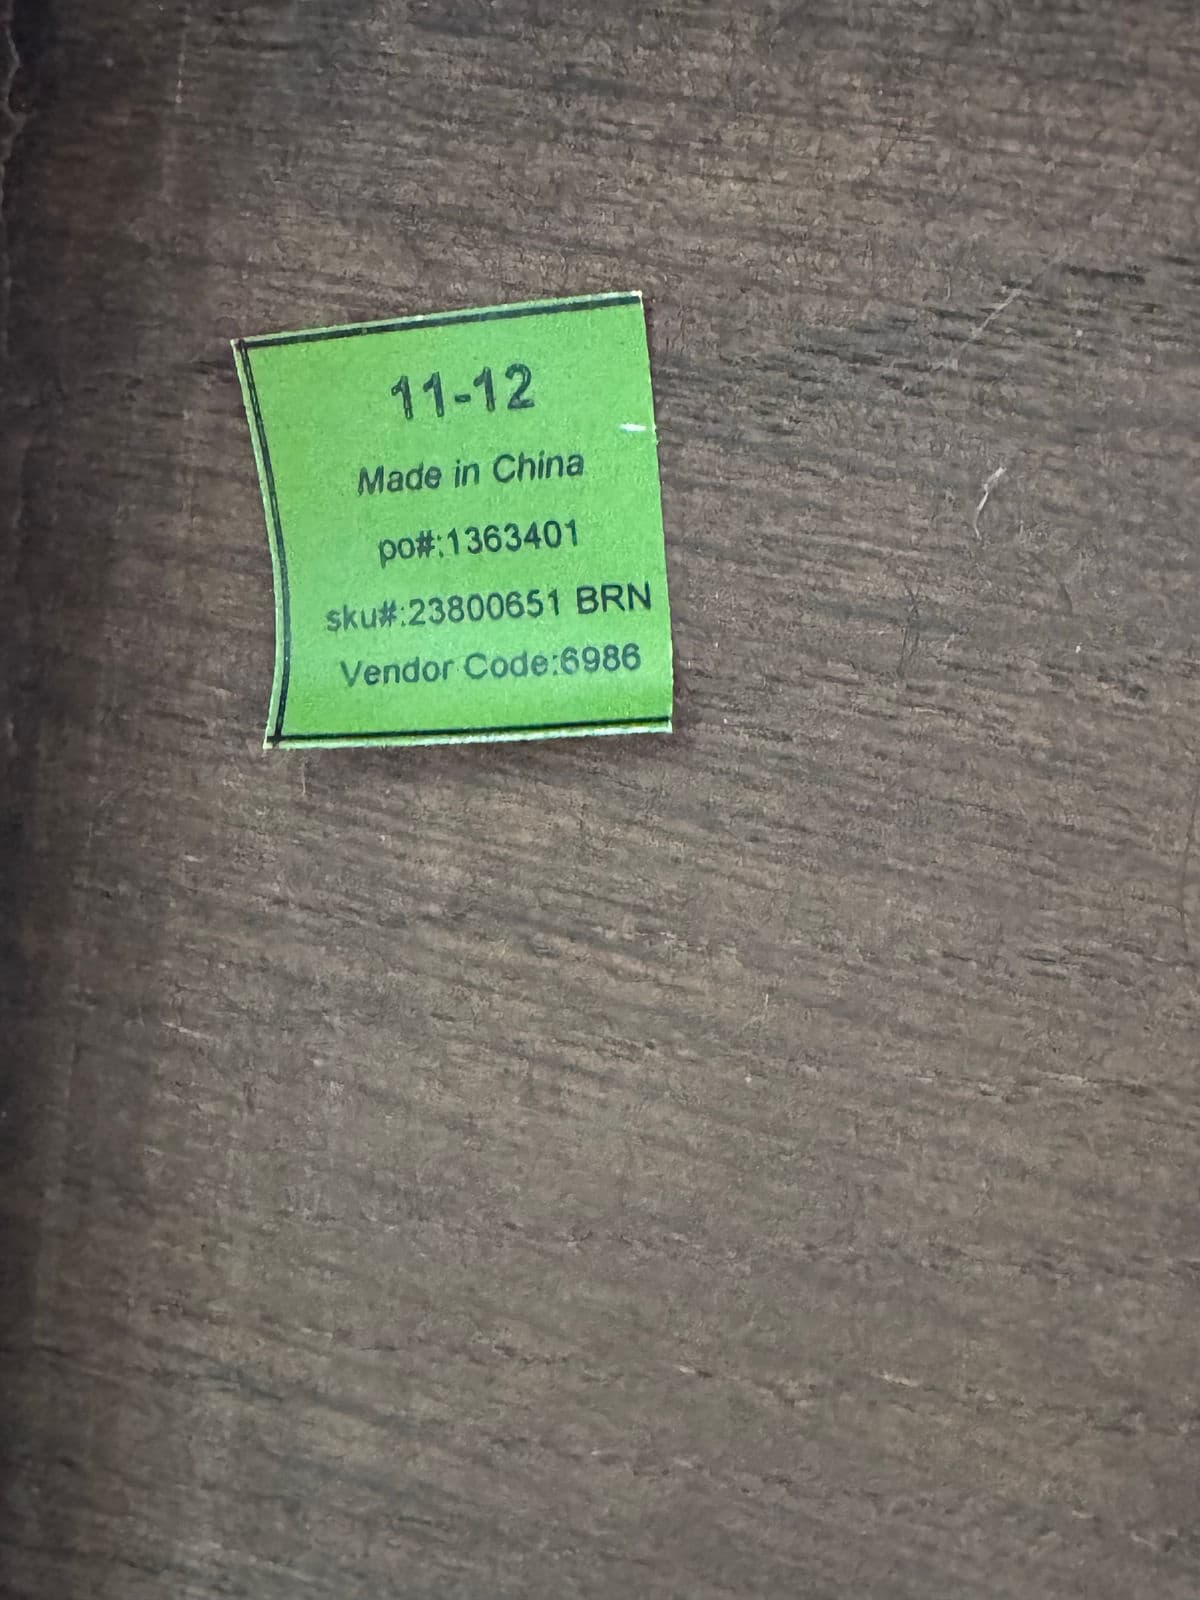 11-12
Made in China
po#:1363401
sku#:23800651 BRN
Vendor Code:6986